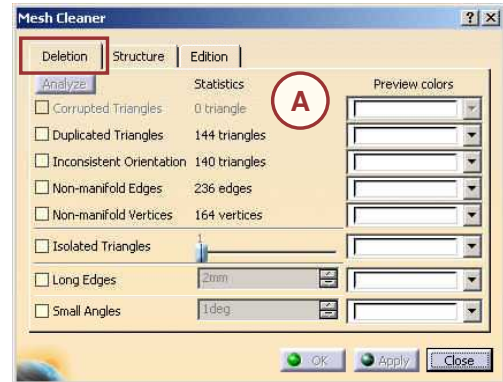 Mesh Cleaner
Deletion Structure Edition
Analyze Statistics Preview colors
A
Corrupted Triangles 0 triangle
Duplicated Triangles 144 triangles
Inconsistent Orientation 140 triangles
Non-manifold Edges 236 edges
Non-manifold Vertices 164 vertices
Isolated Triangles 1
Long Edges 2mm
Small Angles 1deg
OK Apply Close